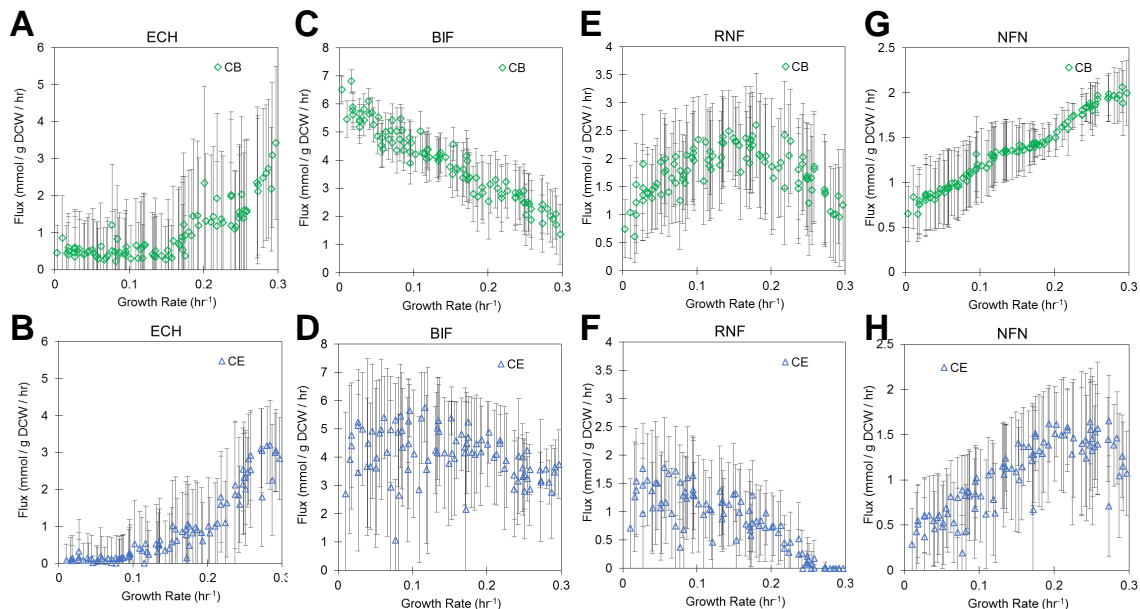 A
ECH
CB
Flux (mmol / g DCW / hr)
6
5
4
3
2
1
0
0 0.1 0.2 0.3
Growth Rate (hr⁻¹)
B
ECH
CE
Flux (mmol / g DCW / hr)
6
5
4
3
2
1
0
0 0.1 0.2
Growth Rate (hr⁻¹)
C
BIF
CB
Flux (mmol / g DCW / hr)
8
7
6
5
4
3
2
1
0
0 0.1 0.2 0.3
Growth Rate (hr⁻¹)
D
BIF
CE
Flux (mmol / g DCW / hr)
8
7
6
5
4
3
2
1
0
0 0.1 0.2 0.3
Growth Rate (hr⁻¹)
E
RNF
CB
Flux (mmol / g DCW / hr)
4
3.5
3
2.5
2
1.5
1
0.5
0
0 0.1 0.2 0.3
Growth Rate (hr⁻¹)
F
RNF
CE
Flux (mmol / g DCW / hr)
4
3.5
3
2.5
2
1.5
1
0.5
0
0 0.1 0.2 0.3
Growth Rate (hr⁻¹)
G
NFN
CB
Flux (mmol / g DCW / hr)
2.5
2
1.5
1
0.5
0
0 0.1 0.2 0.3
Growth Rate (hr⁻¹)
H
NFN
CE
Flux (mmol / g DCW / hr)
2.5
2
1.5
1
0.5
0
0 0.1 0.2 0.3
Growth Rate (hr⁻¹)